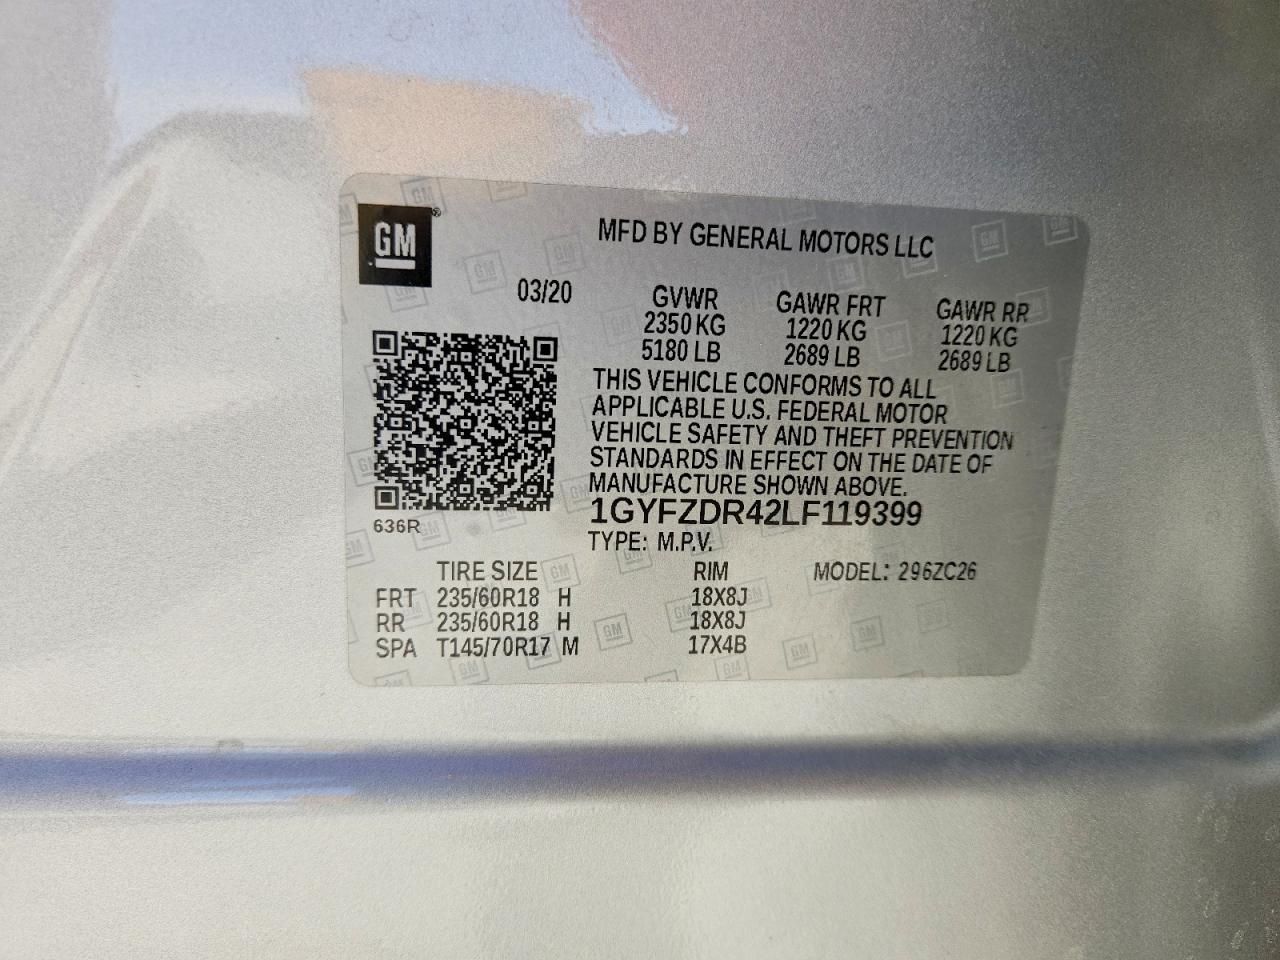 GM
MFD BY GENERAL MOTORS LLC
03/20
GVWR GAWR FRT GAWR RR
2350 KG 1220 KG 1220 KG
5180 LB 2689 LB 2689 LB
THIS VEHICLE CONFORMS TO ALL
APPLICABLE U.S. FEDERAL MOTOR
VEHICLE SAFETY AND THEFT PREVENTION
STANDARDS IN EFFECT ON THE DATE OF
MANUFACTURE SHOWN ABOVE.
636R
1GYFZDR42LF119399
TYPE: M.P.V.
TIRE SIZE RIM MODEL: 296ZC26
FRT 235/60R18 H 18X8J
RR 235/60R18 H 18X8J
SPA T145/70R17 M 17X4B